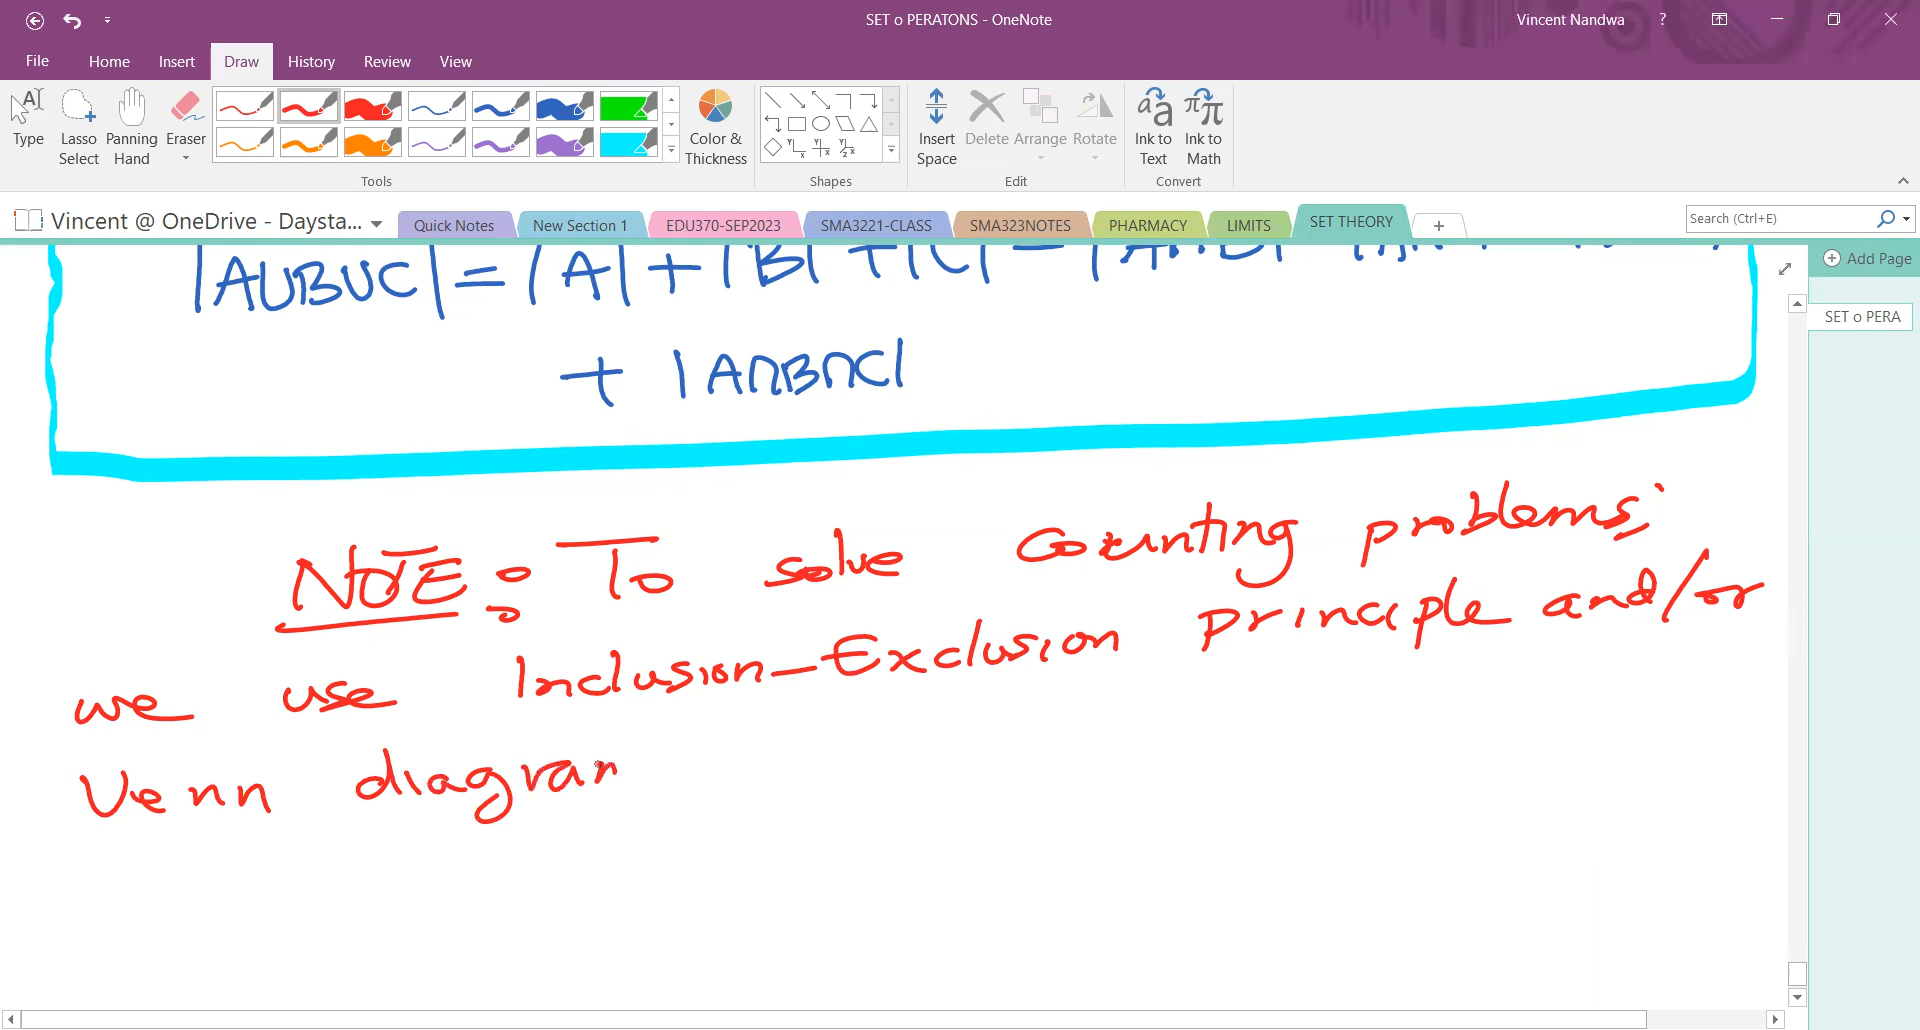 SET o PERATONS - OneNote
Vincent Nandwa
?
File
Home
Insert
Draw
History
Review
View
Type
Lasso Select
Panning Hand
Eraser
Color & Thickness
Insert Space
Delete
Arrange
Rotate
Ink to Text
Ink to Math
Tools
Shapes
Edit
Convert
Vincent @ OneDrive - Daysta...
Quick Notes
New Section 1
EDU370-SEP2023
SMA3221-CLASS
SMA323NOTES
PHARMACY
LIMITS
SET THEORY
+
Search (Ctrl+E)
Add Page
SET o PERA
|AUBUC| = |A| + |B| + |C| -
+ |A∩B∩C|
NOTE: To solve Counting problems;
we use Inclusion-Exclusion principle and/or
Venn diagram